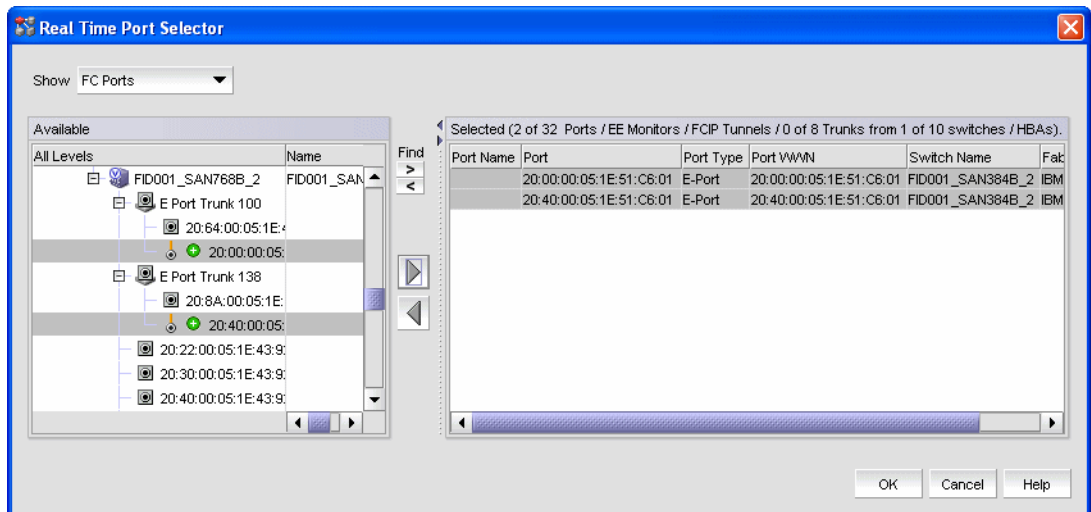 Real Time Port Selector
Show FC Ports
Available
All Levels Name
FID001_SAN768B_2 FID001_SAN
E Port Trunk 100
20:64:00:05:1E:4
20:00:00:05:
E Port Trunk 138
20:8A:00:05:1E:
20:40:00:05:
20:22:00:05:1E:43:9
20:30:00:05:1E:43:9
20:40:00:05:1E:43:9
Find
>
<
Selected (2 of 32 Ports / EE Monitors / FCIP Tunnels / 0 of 8 Trunks from 1 of 10 switches / HBAs).
Port Name Port Port Type Port WWN Switch Name Fab
20:00:00:05:1E:51:C6:01 E-Port 20:00:00:05:1E:51:C6:01 FID001_SAN384B_2 IBM
20:40:00:05:1E:51:C6:01 E-Port 20:40:00:05:1E:51:C6:01 FID001_SAN384B_2 IBM
OK Cancel Help